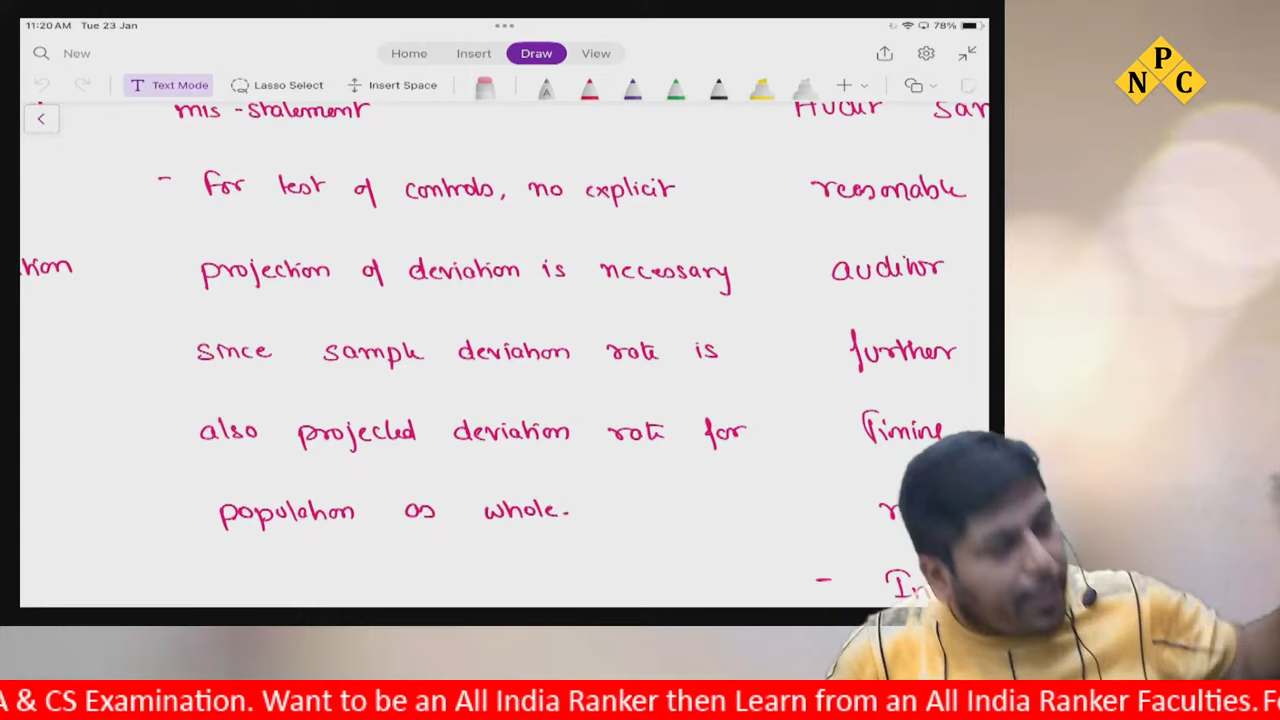 11:20 AM Tue 23 Jan
78%
New
Home Insert Draw View
Text Mode Lasso Select Insert Space
mis-statement
- For test of controls, no explicit
projection of deviation is necessary
since sample deviation rate is
also projected deviation rate for
population as whole.
reasonable
auditor
further
Timing
-
N P C
A & CS Examination. Want to be an All India Ranker then Learn from an All India Ranker Faculties. F